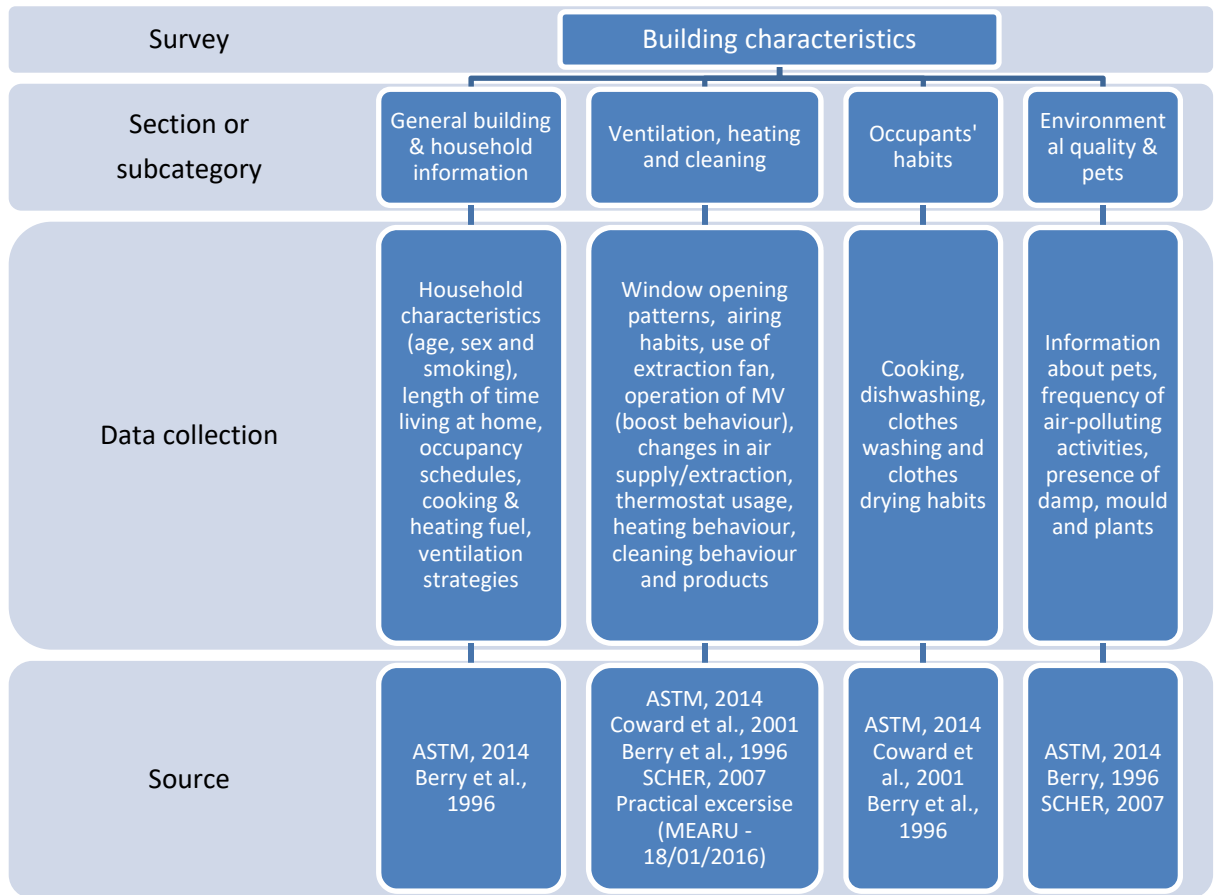 Survey
Building characteristics
Section or
subcategory
General building
& household
information
Ventilation, heating
and cleaning
Occupants'
habits
Environment
al quality &
pets
Data collection
Household
characteristics
(age, sex and
smoking),
length of time
living at home,
occupancy
schedules,
cooking &
heating fuel,
ventilation
strategies
Window opening
patterns,  airing
habits, use of
extraction fan,
operation of MV
(boost behaviour),
changes in air
supply/extraction,
thermostat usage,
heating behaviour,
cleaning behaviour
and products
Cooking,
dishwashing,
clothes
washing and
clothes
drying habits
Information
about pets,
frequency of
air-polluting
activities,
presence of
damp, mould
and plants
Source
ASTM, 2014
Berry et al.,
1996
ASTM, 2014
Coward et al., 2001
Berry et al., 1996
SCHER, 2007
Practical excersise
(MEARU -
18/01/2016)
ASTM, 2014
Coward et
al., 2001
Berry et al.,
1996
ASTM, 2014
Berry, 1996
SCHER, 2007